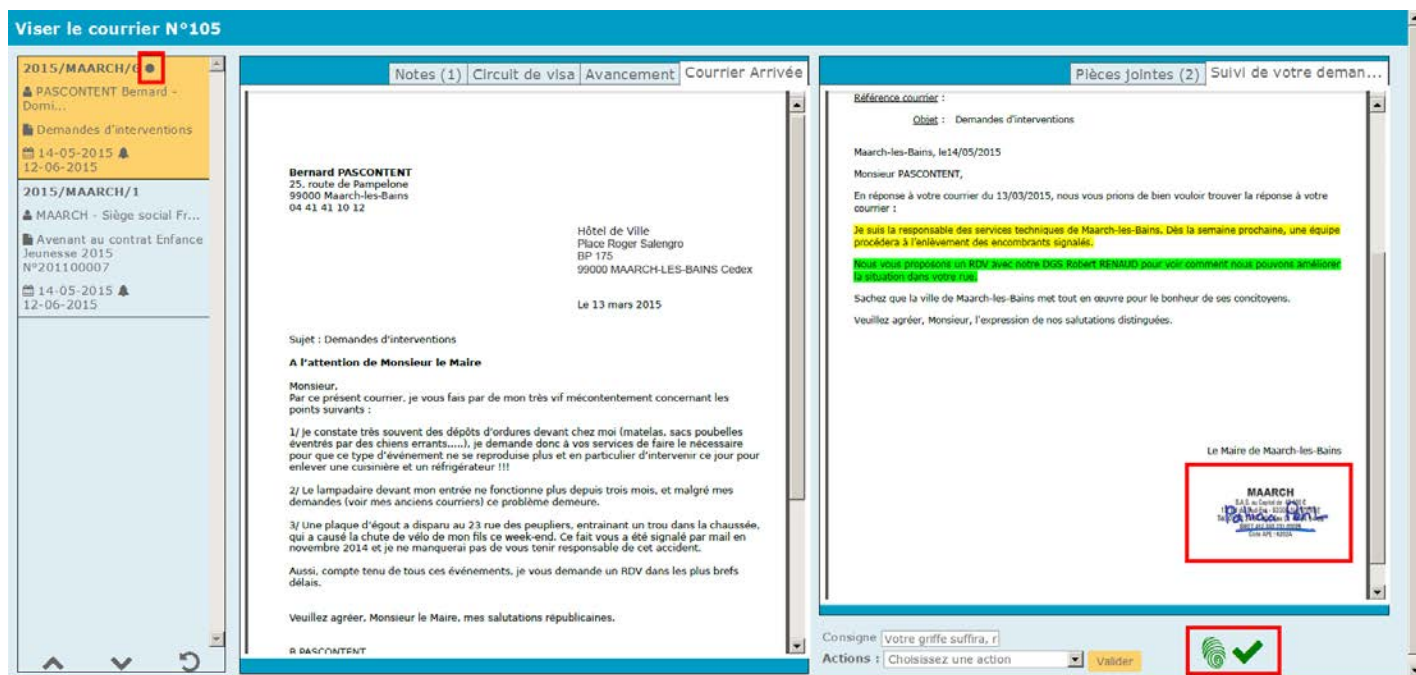 Viser le courrier N°105
2015/MAARCH/6
PASCONTENT Bernard -
Domi...
Demandes d'interventions
14-05-2015
12-06-2015
2015/MAARCH/1
MAARCH - Siège social Fr...
Avenant au contrat Enfance
Jeunesse 2015
N°201100007
14-05-2015
12-06-2015
Notes (1) Circuit de visa Avancement Courrier Arrivée
Bernard PASCONTENT
25, route de Pampelone
99000 Maarch-les-Bains
04 41 41 10 12
Hôtel de Ville
Place Roger Salengro
BP 175
99000 MAARCH-LES-BAINS Cedex
Le 13 mars 2015
Sujet : Demandes d'interventions
A l'attention de Monsieur le Maire
Monsieur,
Par ce présent courrier, je vous fais par de mon très vif mécontentement concernant les
points suivants :
1/ Je constate très souvent des dépôts d'ordures devant chez moi (matelas, sacs poubelles
éventrés par des chiens errants.....), je demande donc à vos services de faire le nécessaire
pour que ce type d'événement ne se reproduise plus et en particulier d'intervenir ce jour pour
enlever une cuisinière et un réfrigérateur !!!
2/ Le lampadaire devant mon entrée ne fonctionne plus depuis trois mois, et malgré mes
demandes (voir mes anciens courriers) ce problème demeure.
3/ Une plaque d'égout a disparu au 23 rue des peupliers, entrainant un trou dans la chaussée,
qui a causé la chute de vélo de mon fils ce week-end. Ce fait vous a été signalé par mail en
novembre 2014 et je ne manquerai pas de vous tenir responsable de cet accident.
Aussi, compte tenu de tous ces événements, je vous demande un RDV dans les plus brefs
délais.
Veuillez agréer, Monsieur le Maire, mes salutations républicaines.
B.PASCONTENT
Pièces jointes (2) Suivi de votre deman...
Référence courrier :
Objet : Demandes d'interventions
Maarch-les-Bains, le14/05/2015
Monsieur PASCONTENT,
En réponse à votre courrier du 13/03/2015, nous vous prions de bien vouloir trouver la réponse à votre
courrier :
Je suis la responsable des services techniques de Maarch-les-Bains. Dès la semaine prochaine, une équipe
procédera à l'enlèvement des encombrants signalés.
Nous vous proposons un RDV avec notre DGS Robert RENAUD pour voir comment nous pouvons améliorer
la situation dans votre rue.
Sachez que la ville de Maarch-les-Bains met tout en œuvre pour le bonheur de ses concitoyens.
Veuillez agréer, Monsieur, l'expression de nos salutations distinguées.
Le Maire de Maarch-les-Bains
MAARCH
Consigne Votre griffe suffira, r
Actions : Choisissez une action Valider